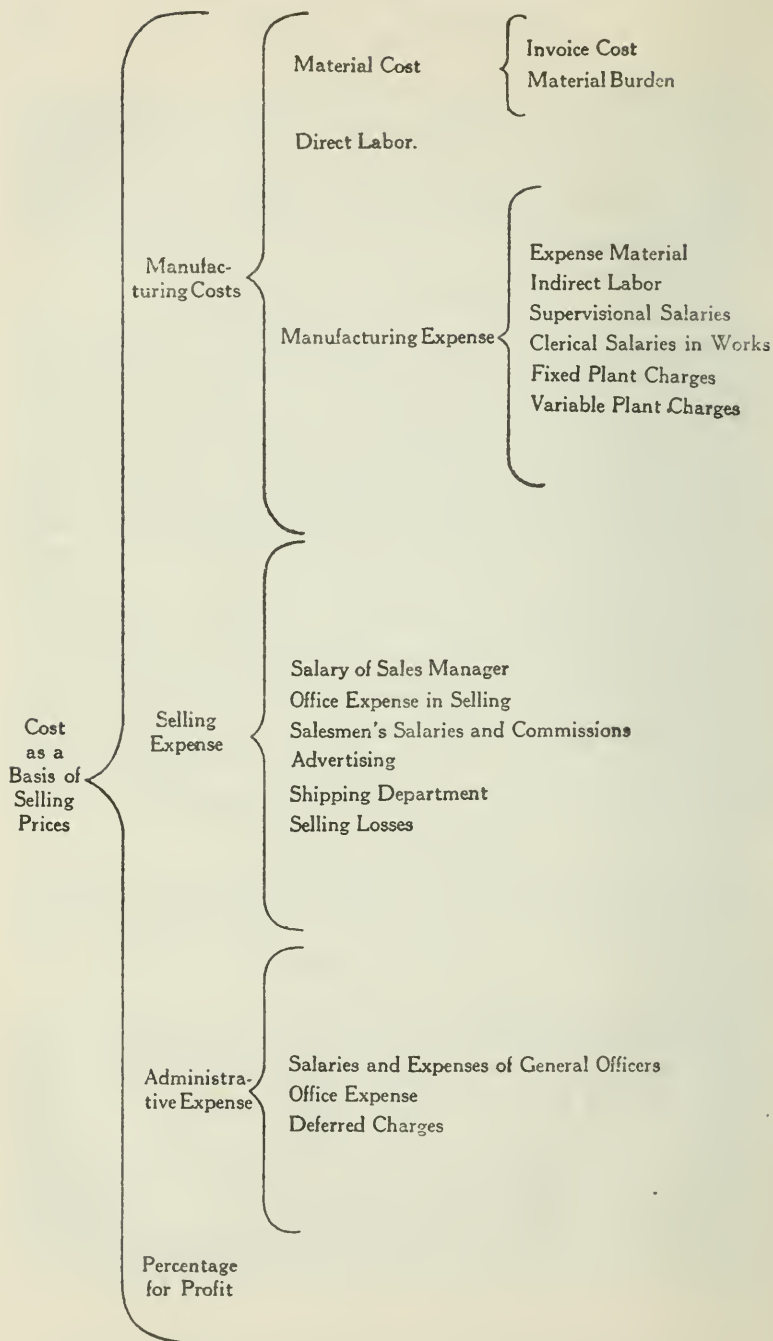 Cost
as a
Basis of
Selling
Prices
Manufac-
turing Costs
Material Cost
Invoice Cost
Material Burden
Direct Labor.
Manufacturing Expense
Expense Material
Indirect Labor
Supervisional Salaries
Clerical Salaries in Works
Fixed Plant Charges
Variable Plant Charges
Selling
Expense
Salary of Sales Manager
Office Expense in Selling
Salesmen's Salaries and Commissions
Advertising
Shipping Department
Selling Losses
Administra-
tive Expense
Salaries and Expenses of General Officers
Office Expense
Deferred Charges
Percentage
for Profit